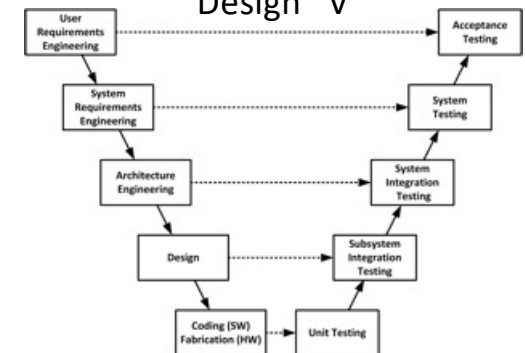 Design "V"
User
Requirements
Engineering
Acceptance
Testing
System
Requirements
Engineering
System
Testing
Architecture
Engineering
System
Integration
Testing
Design
Subsystem
Integration
Testing
Coding (SW)
Fabrication (HW)
Unit Testing